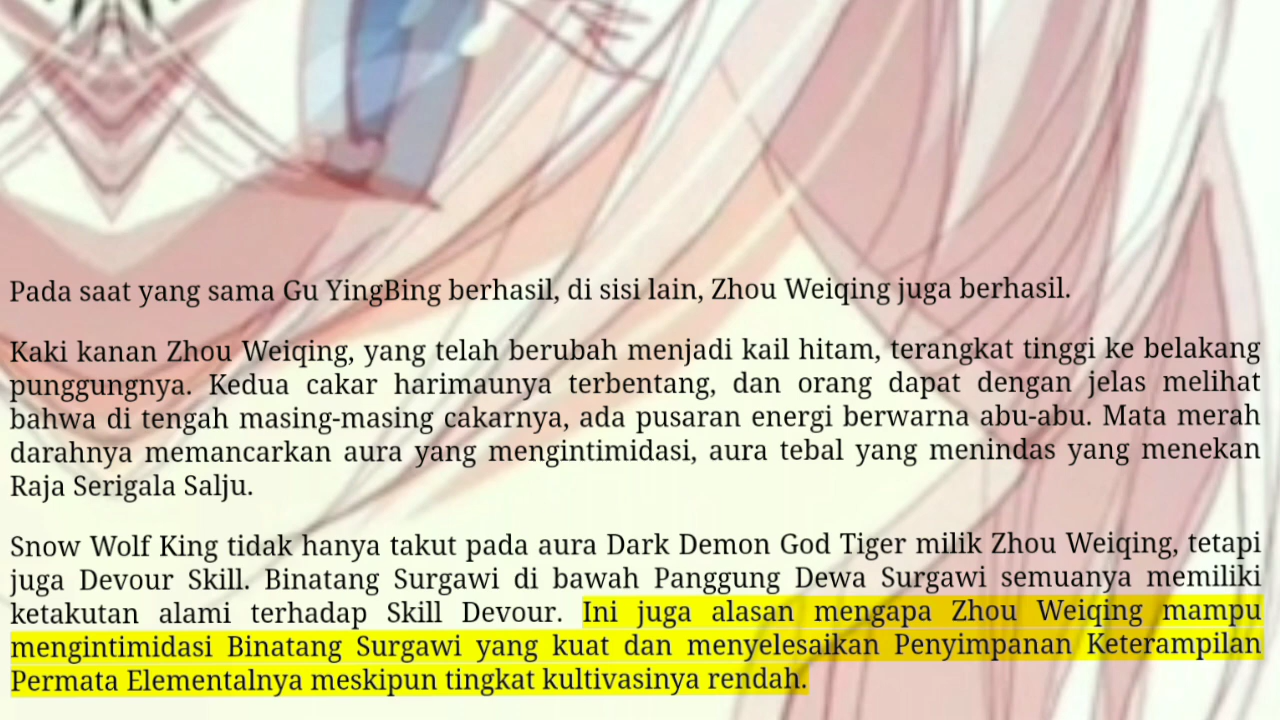 Pada saat yang sama Gu YingBing berhasil, di sisi lain, Zhou Weiqing juga berhasil.
Kaki kanan Zhou Weiqing, yang telah berubah menjadi kail hitam, terangkat tinggi ke belakang
punggungnya. Kedua cakar harimaunya terbentang, dan orang dapat dengan jelas melihat
bahwa di tengah masing-masing cakarnya, ada pusaran energi berwarna abu-abu. Mata merah
darahnya memancarkan aura yang mengintimidasi, aura tebal yang menindas yang menekan
Raja Serigala Salju.
Snow Wolf King tidak hanya takut pada aura Dark Demon God Tiger milik Zhou Weiqing, tetapi
juga Devour Skill. Binatang Surgawi di bawah Panggung Dewa Surgawi semuanya memiliki
ketakutan alami terhadap Skill Devour. Ini juga alasan mengapa Zhou Weiqing mampu
mengintimidasi Binatang Surgawi yang kuat dan menyelesaikan Penyimpanan Keterampilan
Permata Elementalnya meskipun tingkat kultivasinya rendah.